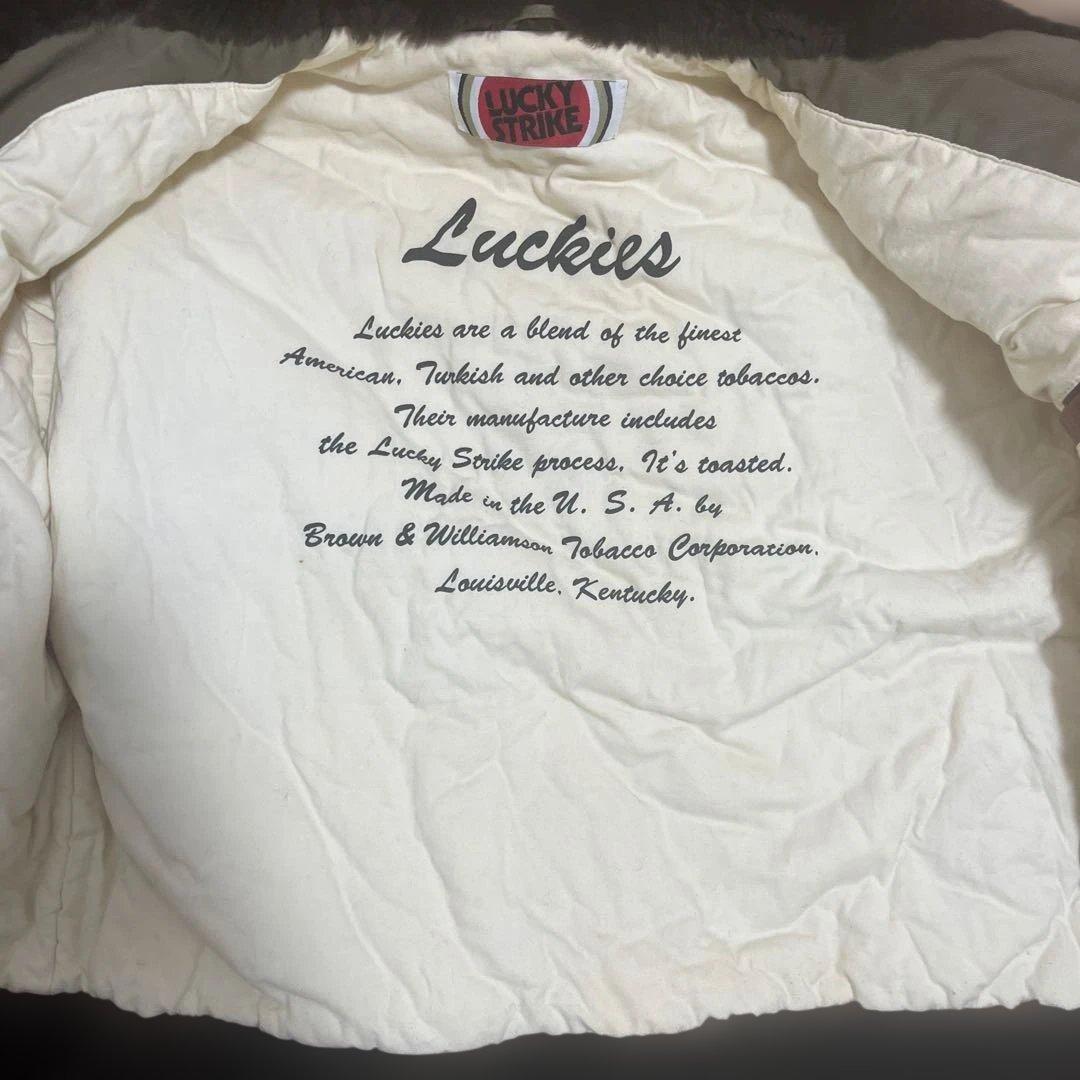 LUCKY
STRIKE
Luckies
Luckies are a blend of the finest
American, Turkish and other choice tobaccos.
Their manufacture includes
the Lucky Strike process, It's toasted.
Made in the U. S. A. by
Brown & Williamson Tobacco Corporation.
Louisville, Kentucky.